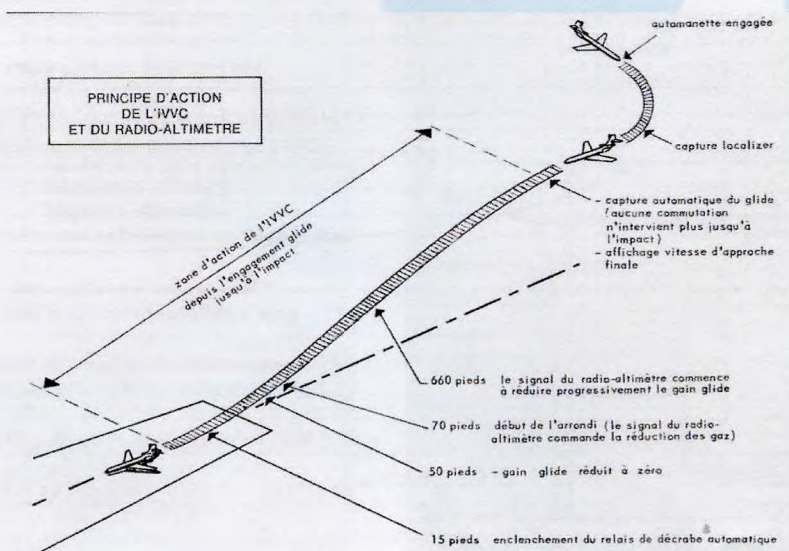 PRINCIPE D'ACTION
DE L'IVVC
ET DU RADIO-ALTIMETRE
automanette engagée
capture localizer
- capture automatique du glide
(aucune commutation
n'intervient plus jusqu'à
l'impact)
- affichage vitesse d'approche
finale
zone d'action de l'IVVC
depuis l'engagement glide
jusqu'à l'impact
660 pieds le signal du radio-altimètre commence
à réduire progressivement le gain glide
70 pieds début de l'arrondi (le signal du radio-
altimètre commande la réduction des gaz)
50 pieds - gain glide réduit à zéro
15 pieds enclenchement du relais de décrabe automatique